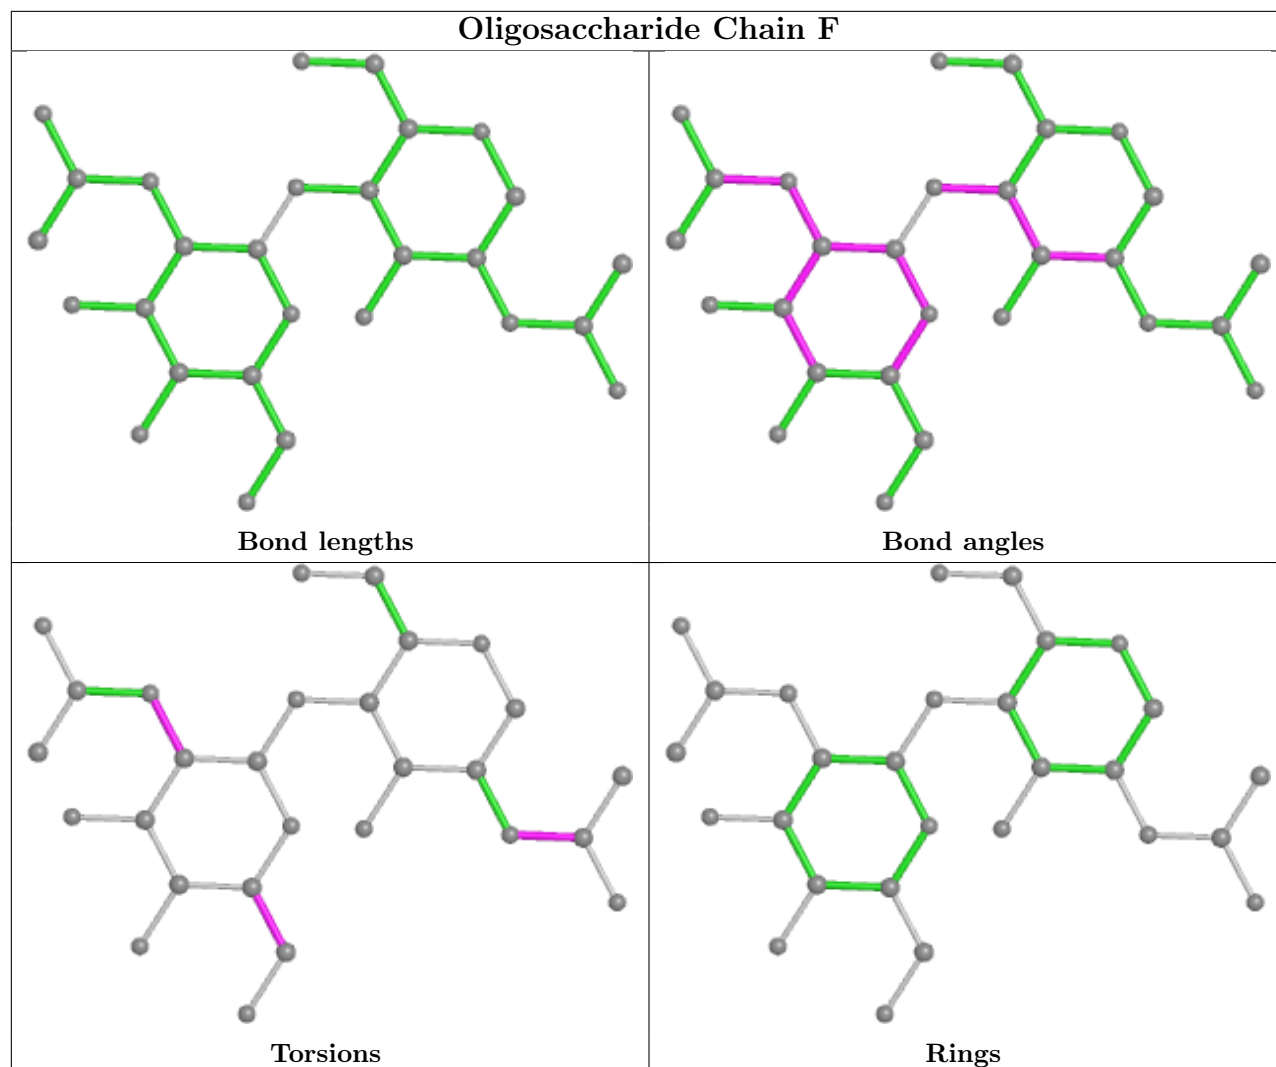 Oligosaccharide Chain F
Bond lengths
Bond angles
Torsions
Rings